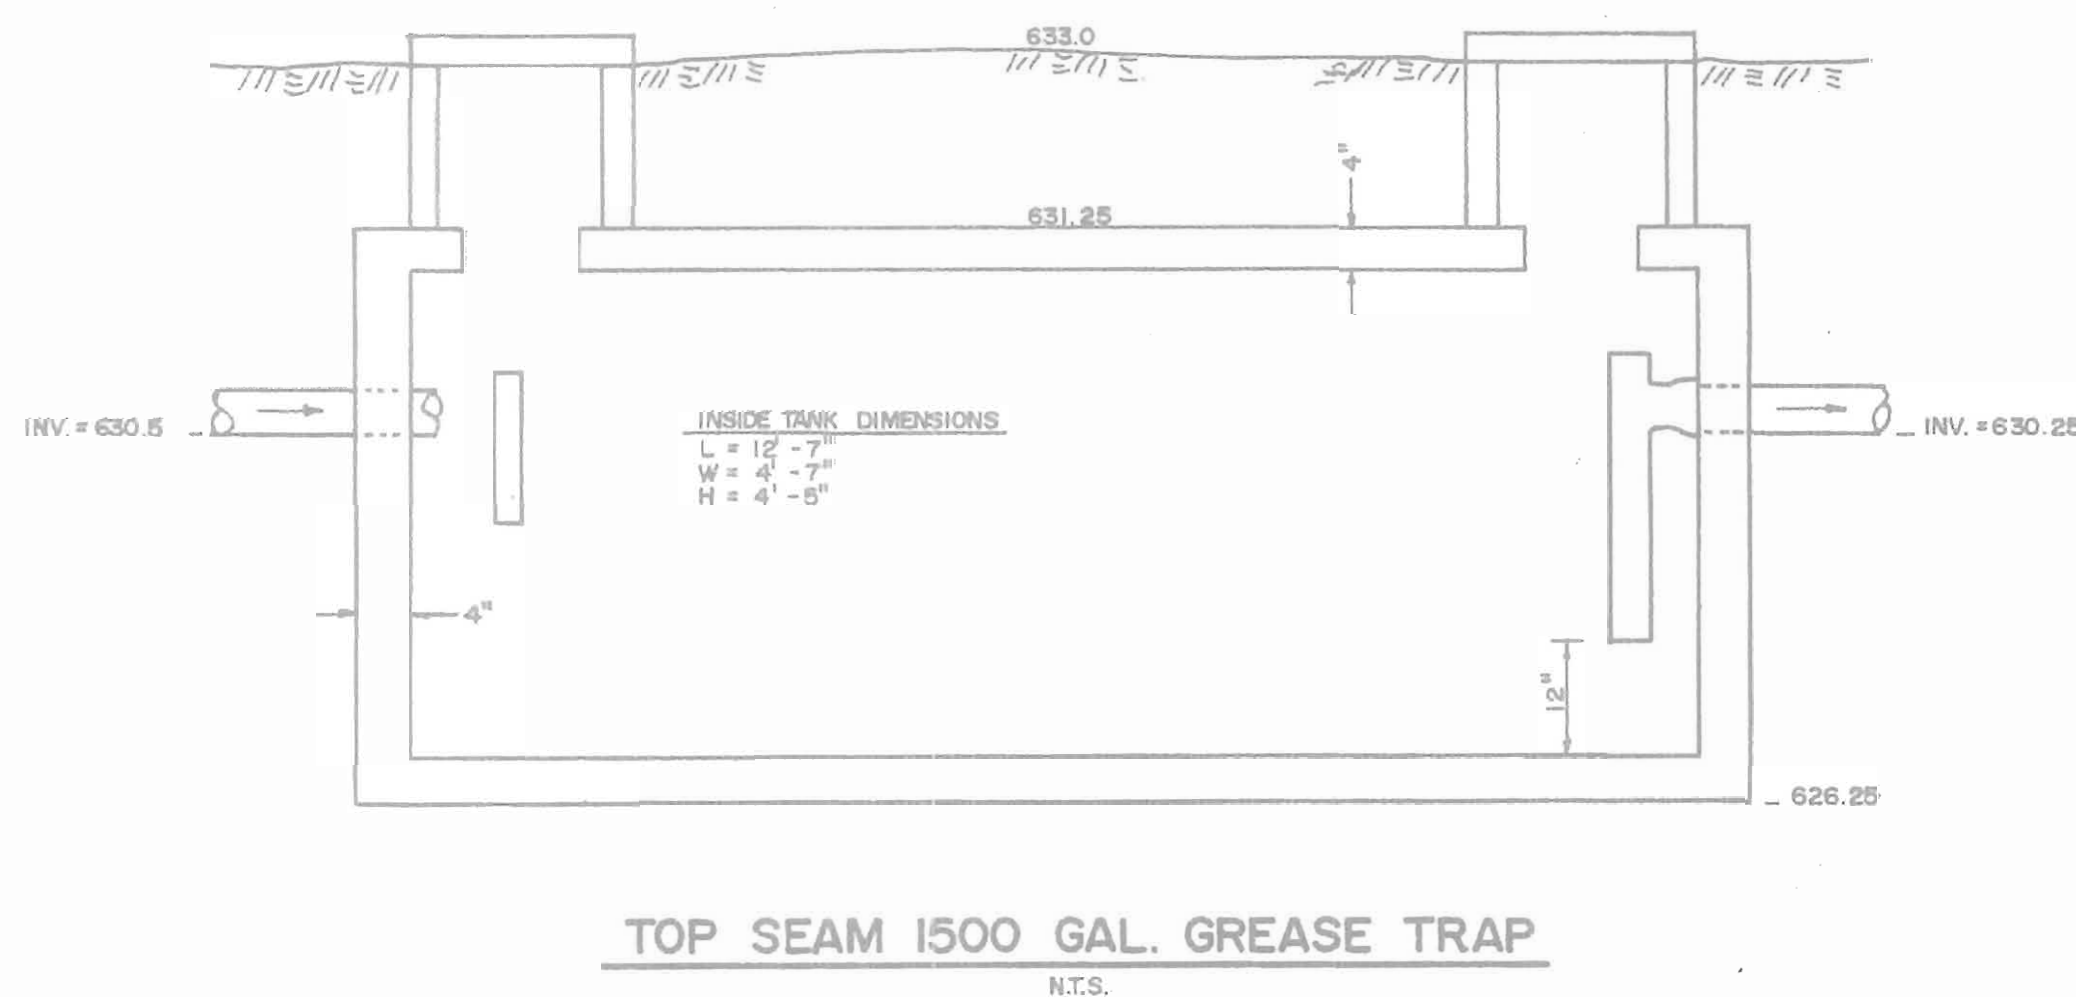 633.0
4"
631.25
INV. = 630.5
INSIDE TANK DIMENSIONS
L = 12' - 7"
W = 4' - 7"
H = 4' - 5"
INV. = 630.25
4"
12"
626.25
TOP SEAM 1500 GAL. GREASE TRAP
N.T.S.